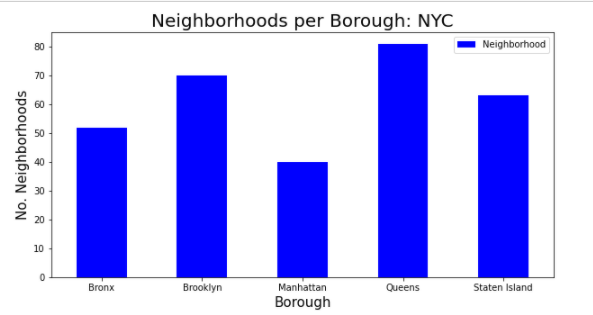 Neighborhoods per Borough: NYC
Neighborhood
80
70
60
50
40
30
20
10
0
No. Neighborhoods
Bronx Brooklyn Manhattan Queens Staten Island
Borough